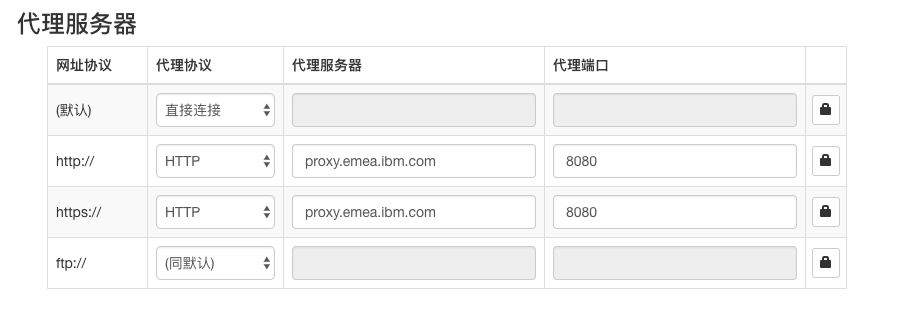 代理服务器
网址协议 代理协议 代理服务器 代理端口
(默认) 直接连接
http:// HTTP proxy.emea.ibm.com 8080
https:// HTTP proxy.emea.ibm.com 8080
ftp:// (同默认)